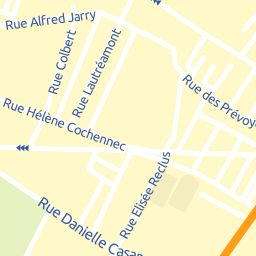 Rue Alfred Jarry
Rue Colbert
Rue Lautréamont
Rue des Prévoy
Rue Hélène Cochennec
Rue Elisée Reclus
Rue Danielle Casan